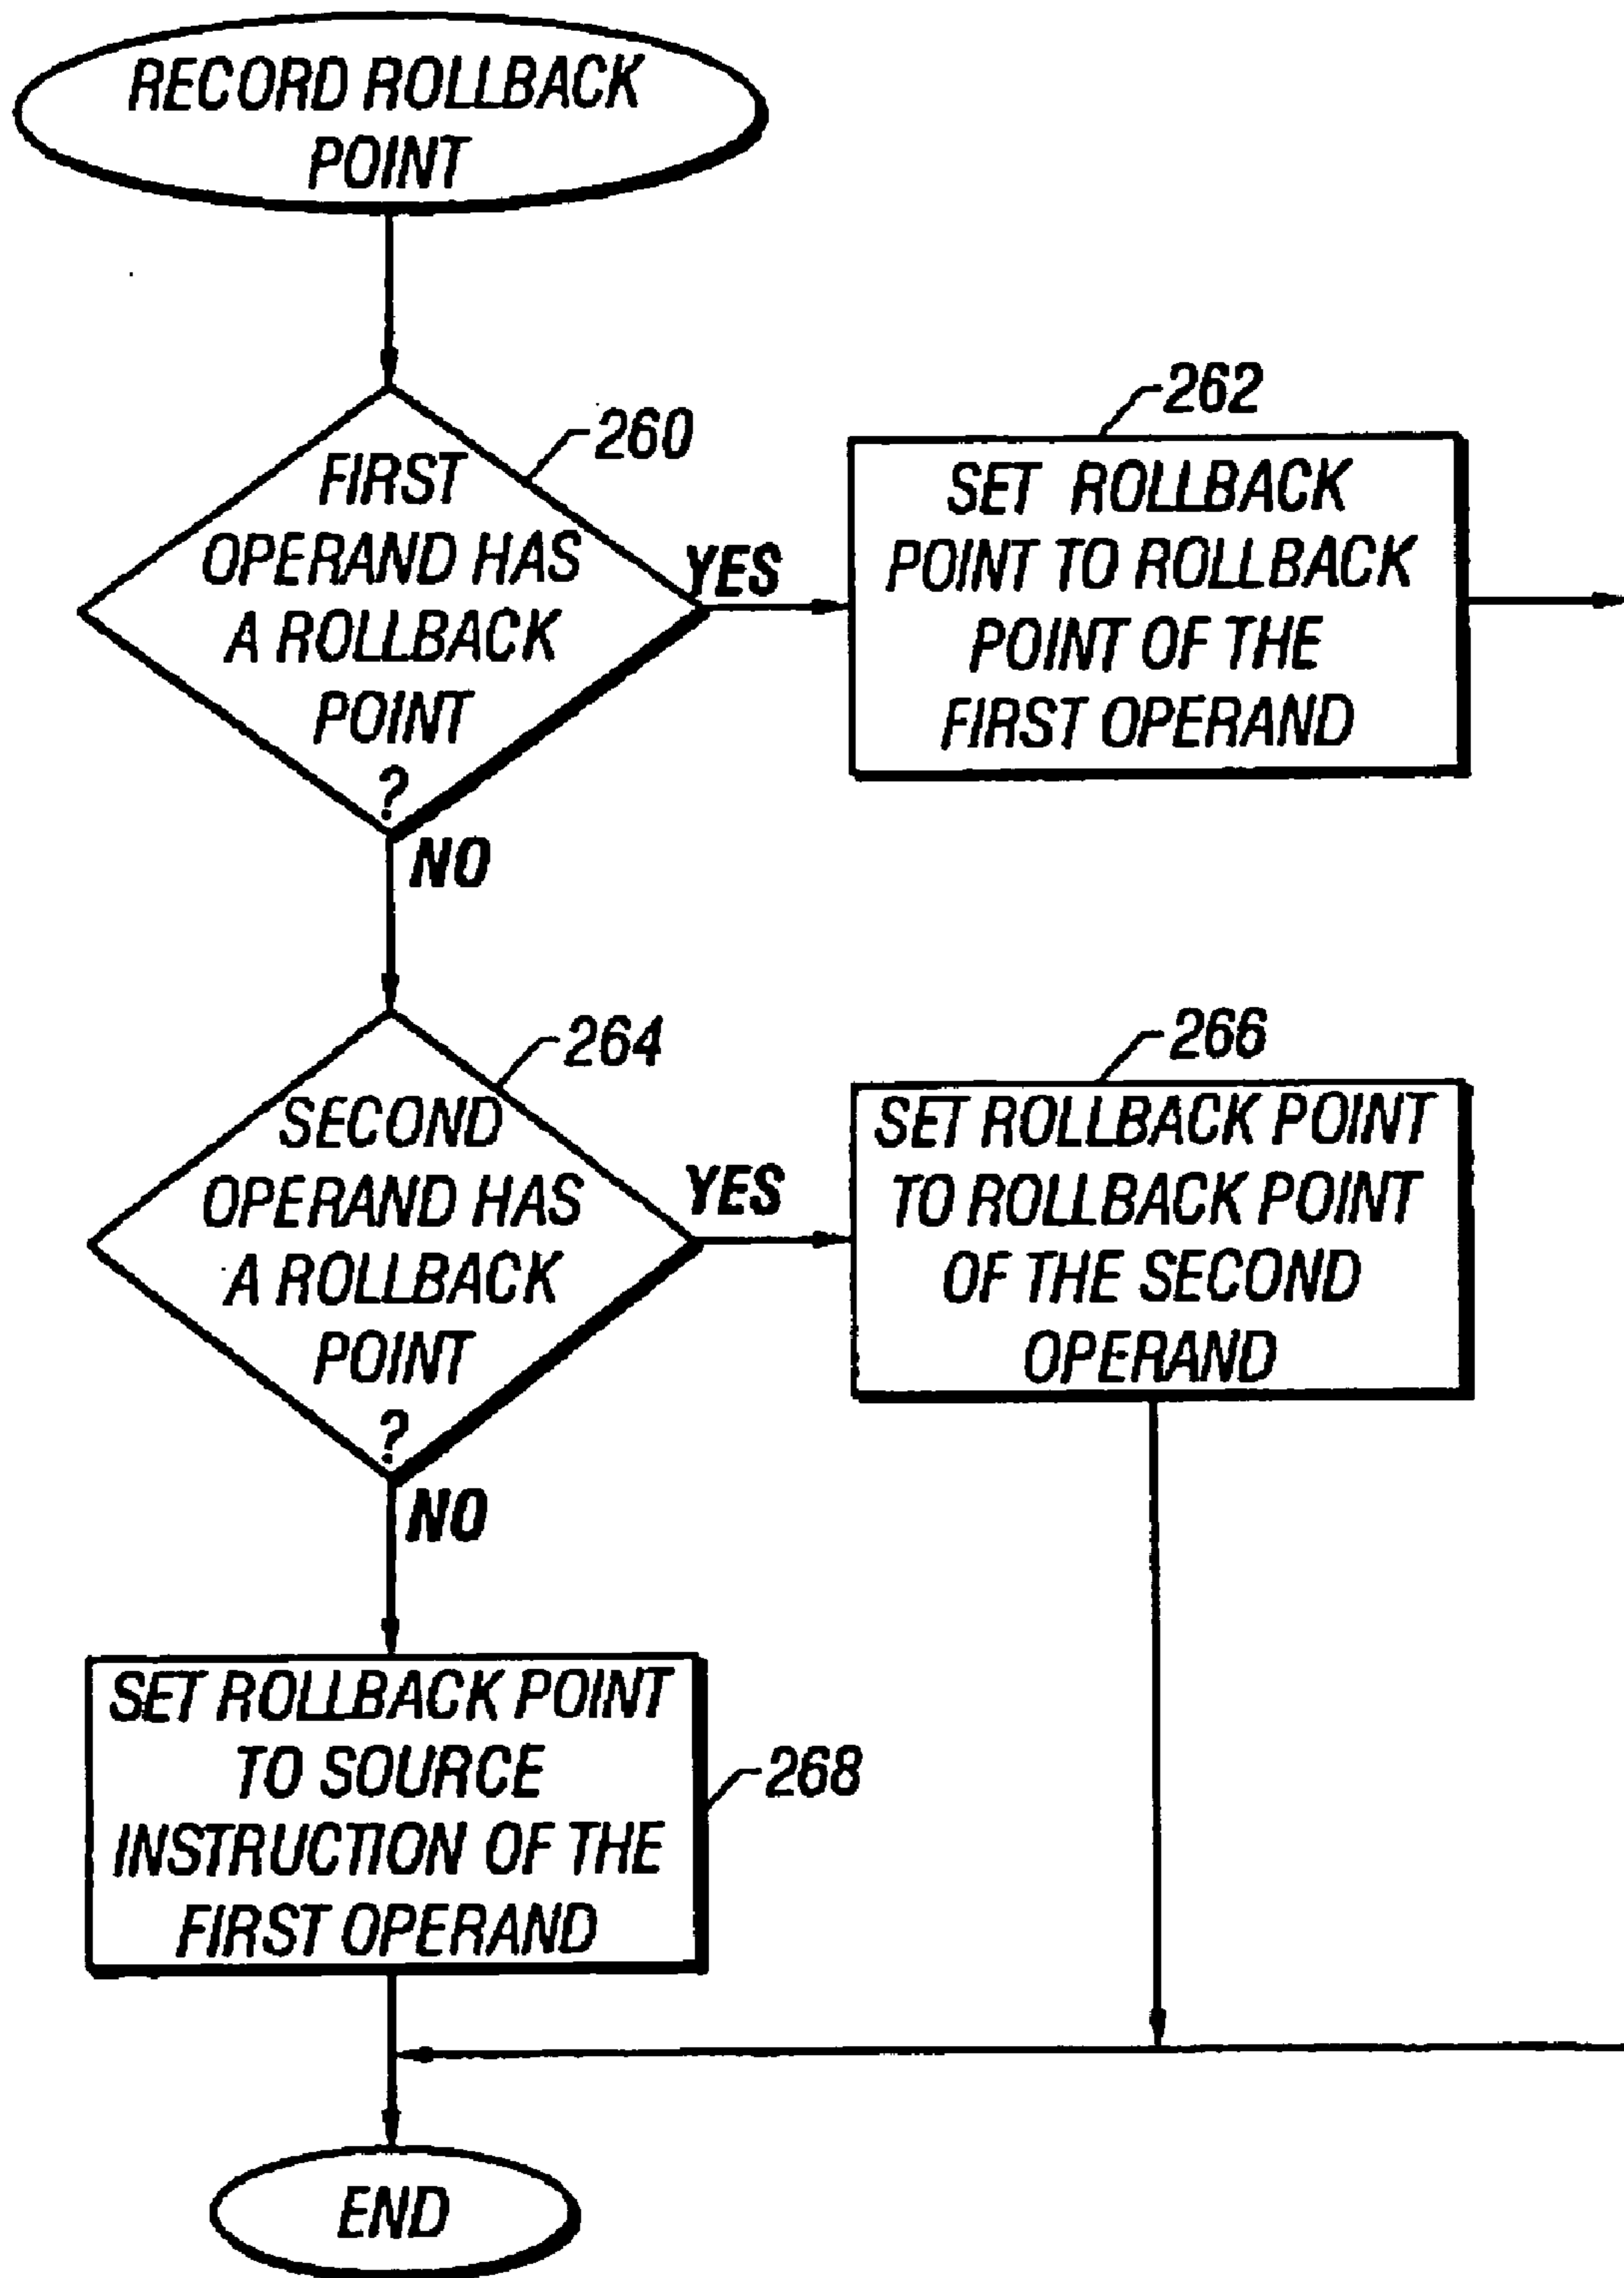 RECORD ROLLBACK
POINT
260
FIRST
OPERAND HAS
A ROLLBACK
POINT
?
YES
NO
262
SET ROLLBACK
POINT TO ROLLBACK
POINT OF THE
FIRST OPERAND
264
SECOND
OPERAND HAS
A ROLLBACK
POINT
?
YES
NO
266
SET ROLLBACK POINT
TO ROLLBACK POINT
OF THE SECOND
OPERAND
SET ROLLBACK POINT
TO SOURCE
INSTRUCTION OF THE
FIRST OPERAND
268
END